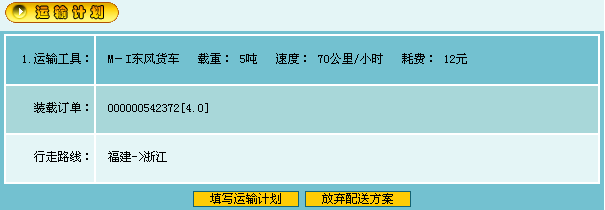 运输计划
1.运输工具： M－I东风货车 载重： 5吨 速度： 70公里/小时 耗费： 12元
装载订单： 000000542372[4.0]
行走路线： 福建->浙江
填写运输计划 放弃配送方案